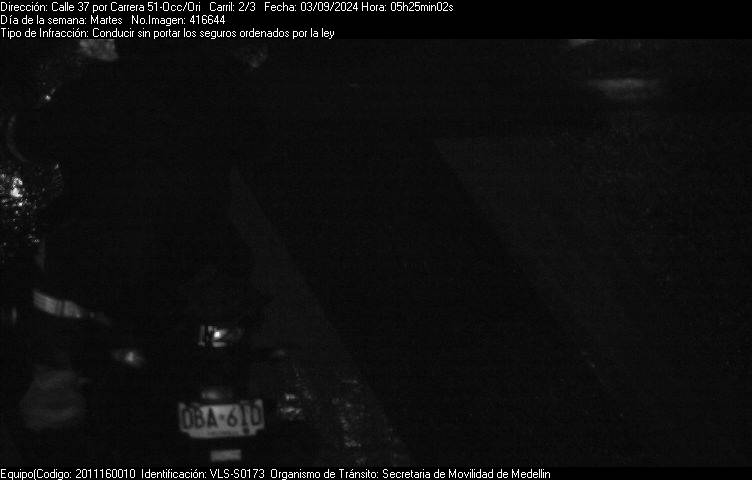 Dirección: Calle 37 por Carrera 51-Occ/Ori Carril: 2/3 Fecha: 03/09/2024 Hora: 05h25min02s
Día de la semana: Martes No.Imagen: 416644
Tipo de Infracción: Conducir sin portar los seguros ordenados por la ley
Equipo(Codigo: 2011160010 Identificación: VLS-S0173 Organismo de Tránsito: Secretaria de Movilidad de Medellin